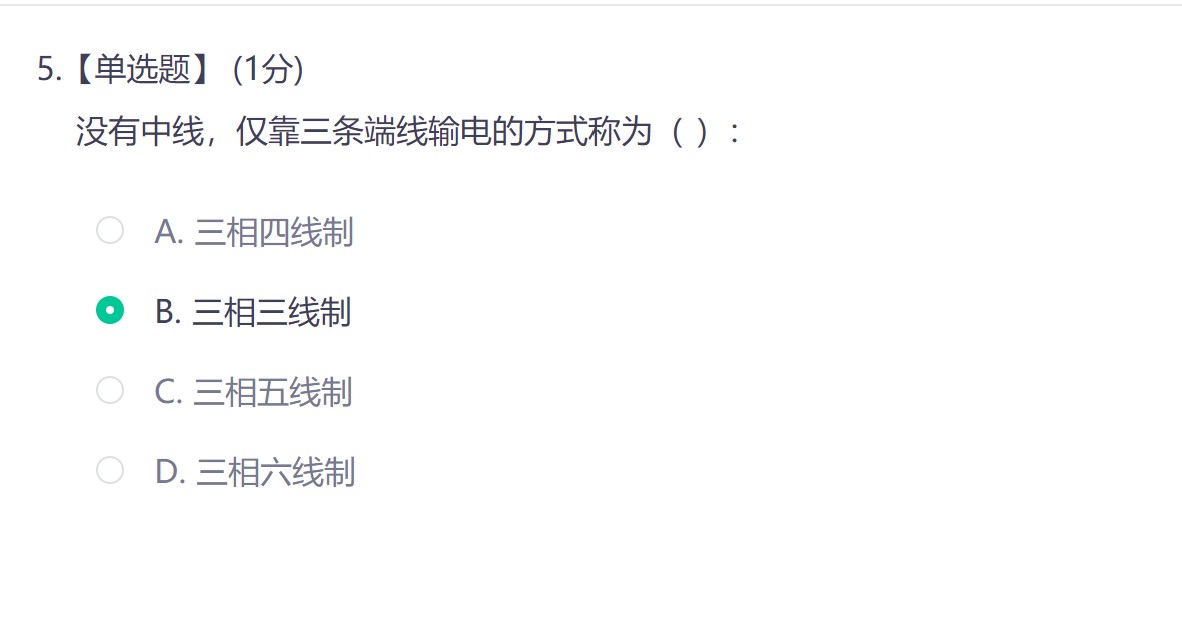 5.【单选题】 (1分)
没有中线，仅靠三条端线输电的方式称为（ ）:
A. 三相四线制
B. 三相三线制
C. 三相五线制
D. 三相六线制